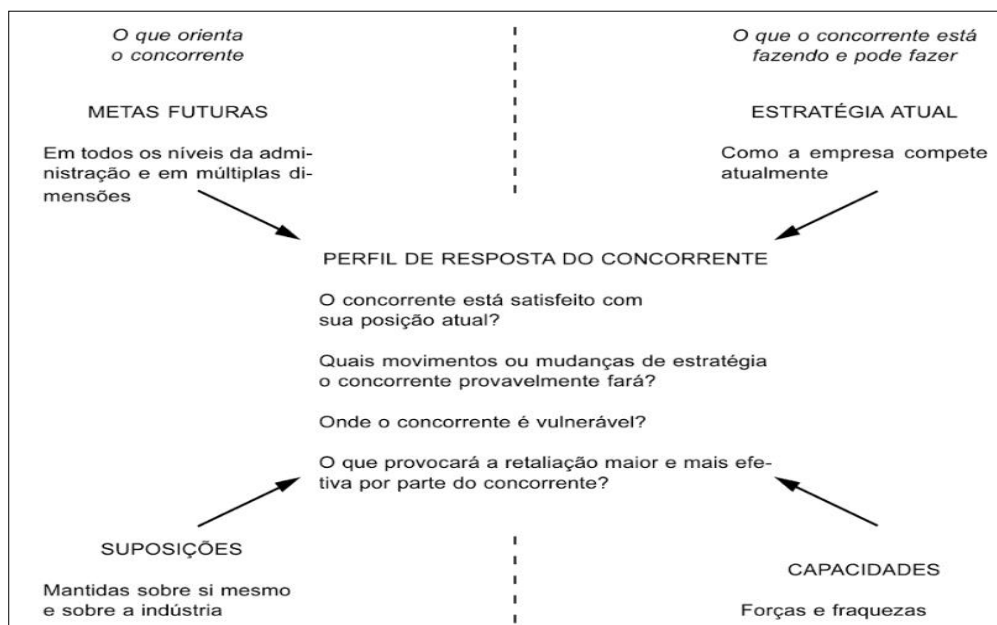 O que orienta
o concorrente
O que o concorrente está
fazendo e pode fazer
METAS FUTURAS
Em todos os níveis da admi-
nistração e em múltiplas di-
mensões
ESTRATÉGIA ATUAL
Como a empresa compete
atualmente
PERFIL DE RESPOSTA DO CONCORRENTE
O concorrente está satisfeito com
sua posição atual?
Quais movimentos ou mudanças de estratégia
o concorrente provavelmente fará?
Onde o concorrente é vulnerável?
O que provocará a retaliação maior e mais efe-
tiva por parte do concorrente?
SUPOSIÇÕES
Mantidas sobre si mesmo
e sobre a indústria
CAPACIDADES
Forças e fraquezas